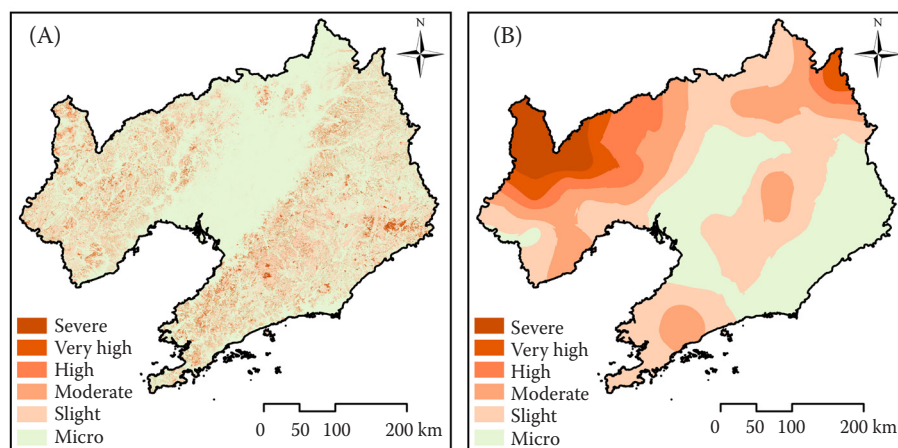 (A)
N
Severe
Very high
High
Moderate
Slight
Micro
0 50 100 200 km
(B)
N
Severe
Very high
High
Moderate
Slight
Micro
0 50 100 200 km